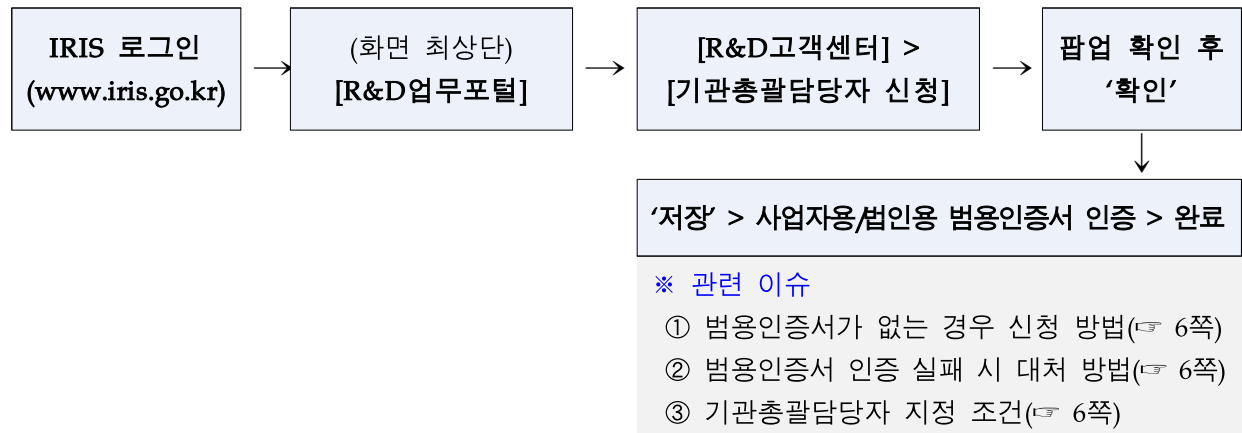 IRIS 로그인
(www.iris.go.kr)
(화면 최상단)
[R&D업무포털]
[R&D고객센터] >
[기관총괄담당자 신청]
팝업 확인 후
‘확인’
‘저장’ > 사업자용/법인용 범용인증서 인증 > 완료
※ 관련 이슈
① 범용인증서가 없는 경우 신청 방법(☞ 6쪽)
② 범용인증서 인증 실패 시 대처 방법(☞ 6쪽)
③ 기관총괄담당자 지정 조건(☞ 6쪽)